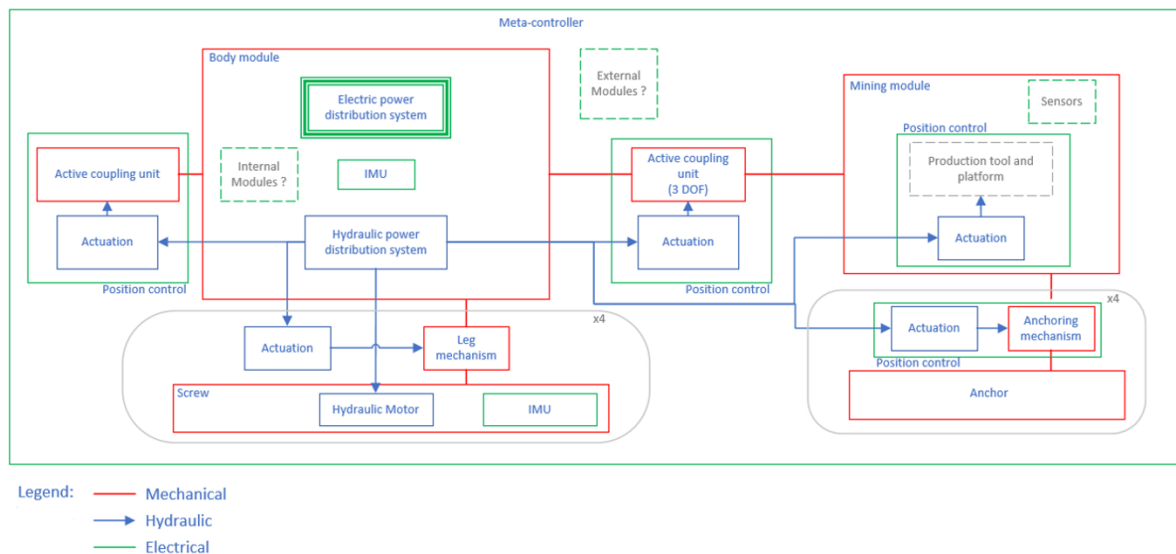 Meta-controller
Body module
External
Modules ?
Mining module
Sensors
Electric power
distribution system
Position control
Active coupling unit
Internal
Modules ?
IMU
Active coupling
unit
(3 DOF)
Production tool and
platform
Actuation
Hydraulic power
distribution system
Actuation
Actuation
Position control
Position control
x4
x4
Actuation
Leg
mechanism
Actuation
Anchoring
mechanism
Position control
Screw
Hydraulic Motor
IMU
Anchor
Legend:
Mechanical
Hydraulic
Electrical